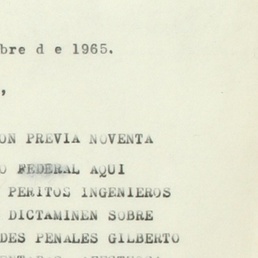 bre d e 1965.
,
ON PREVIA NOVENTA
O FEDERAL AQUI
PERITOS INGENIEROS
DICTAMINEN SOBRE
DES PENALES GILBERTO